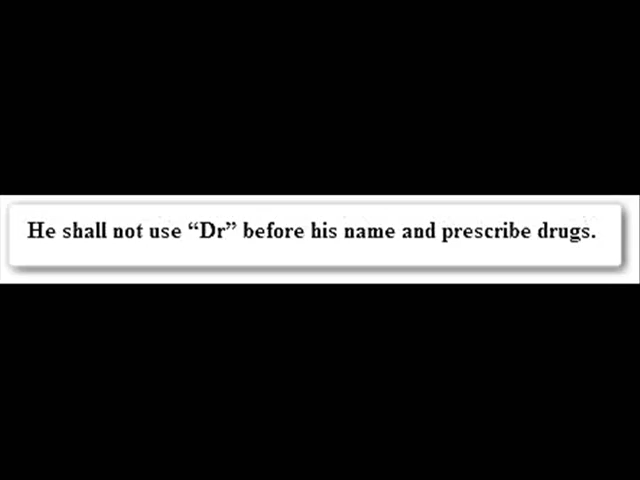 He shall not use “Dr” before his name and prescribe drugs.